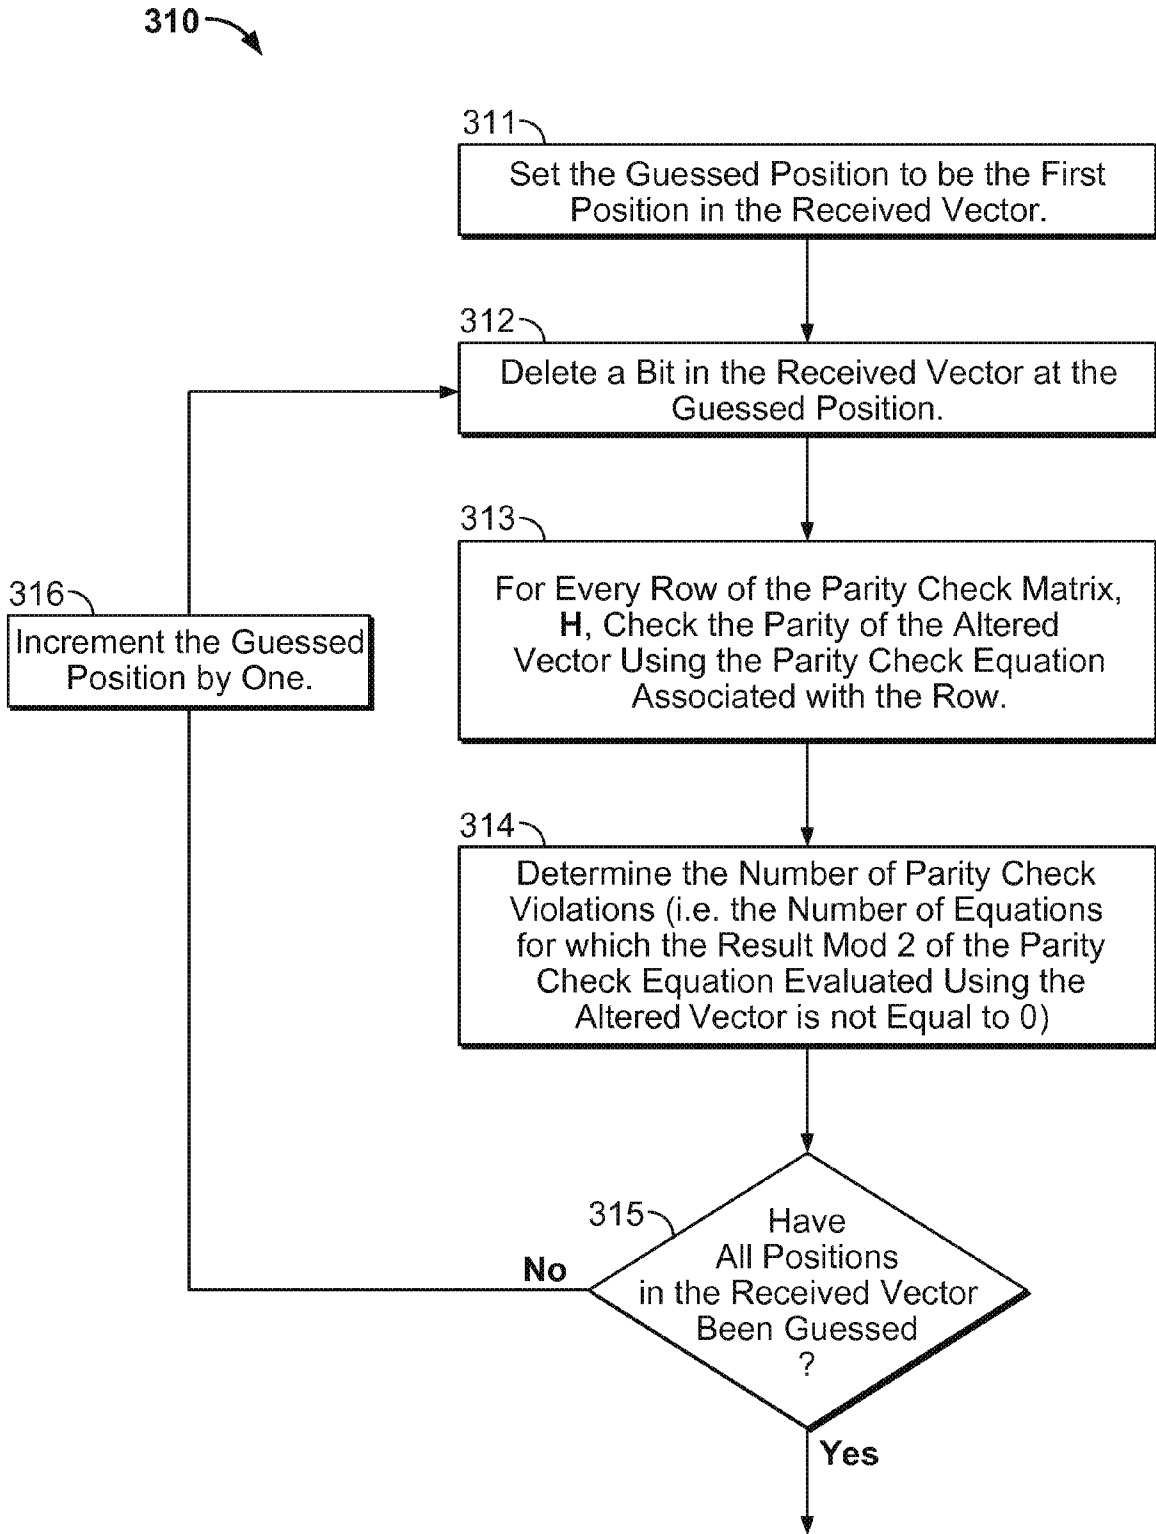 310
311
Set the Guessed Position to be the First
Position in the Received Vector.
312
Delete a Bit in the Received Vector at the
Guessed Position.
313
For Every Row of the Parity Check Matrix,
H, Check the Parity of the Altered
Vector Using the Parity Check Equation
Associated with the Row.
316
Increment the Guessed
Position by One.
314
Determine the Number of Parity Check
Violations (i.e. the Number of Equations
for which the Result Mod 2 of the Parity
Check Equation Evaluated Using the
Altered Vector is not Equal to 0)
315
Have
All Positions
in the Received Vector
Been Guessed
?
No
Yes